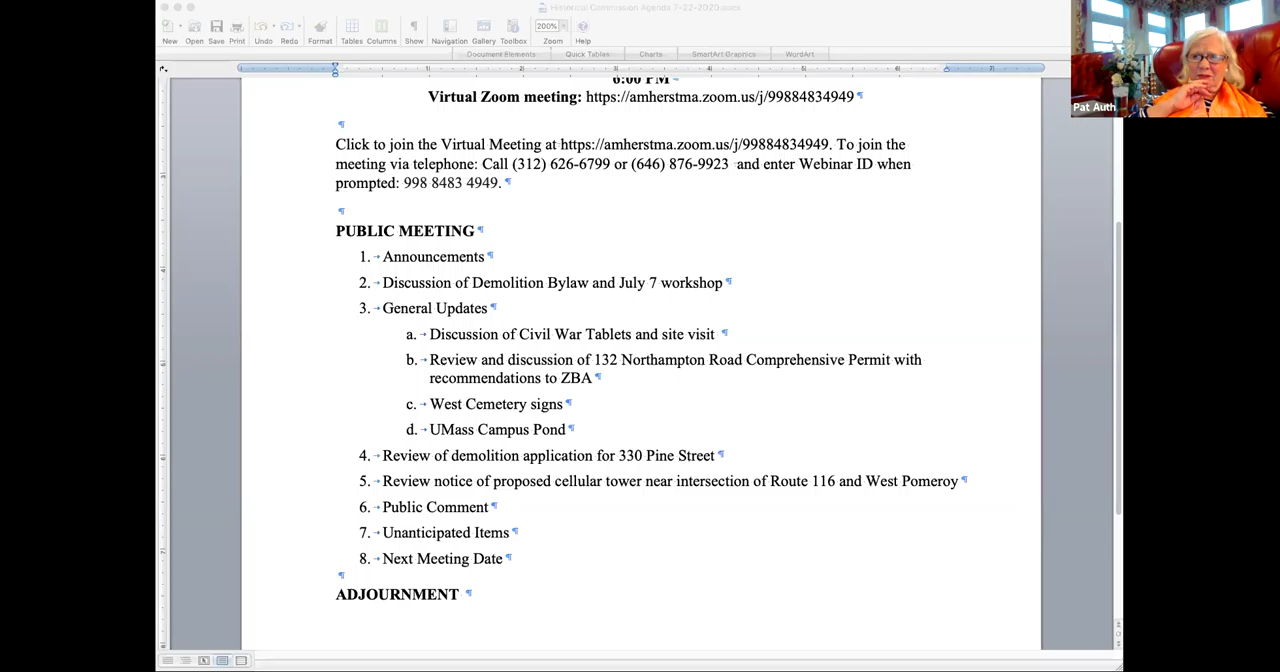 Historical Commission Agenda 7-22-2020.docx
New Open Save Print Undo Redo Format Tables Columns Show Navigation Gallery Toolbox Zoom Help
200%
Document Elements Quick Tables Charts SmartArt Graphics WordArt
6:00 PM
Virtual Zoom meeting: https://amherstma.zoom.us/j/99884834949
Click to join the Virtual Meeting at https://amherstma.zoom.us/j/99884834949. To join the
meeting via telephone: Call (312) 626-6799 or (646) 876-9923 and enter Webinar ID when
prompted: 998 8483 4949.
PUBLIC MEETING
1. Announcements
2. Discussion of Demolition Bylaw and July 7 workshop
3. General Updates
a. Discussion of Civil War Tablets and site visit
b. Review and discussion of 132 Northampton Road Comprehensive Permit with
recommendations to ZBA
c. West Cemetery signs
d. UMass Campus Pond
4. Review of demolition application for 330 Pine Street
5. Review notice of proposed cellular tower near intersection of Route 116 and West Pomeroy
6. Public Comment
7. Unanticipated Items
8. Next Meeting Date
ADJOURNMENT
Pat Auth